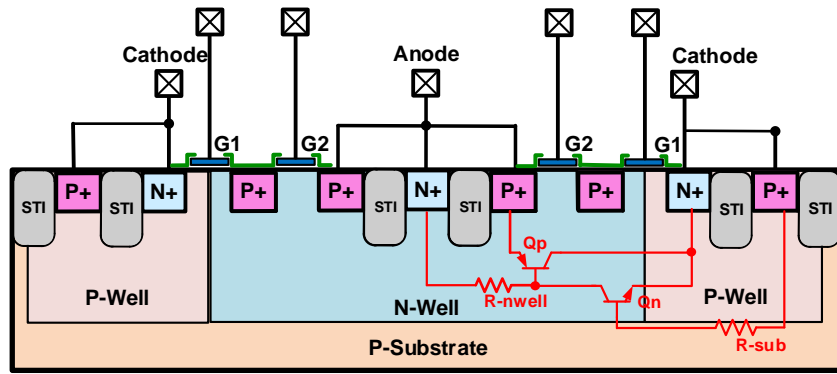 Cathode
Anode
Cathode
G1
G2
G2
G1
STI
P+
STI
N+
P+
P+
STI
N+
STI
P+
P+
N+
STI
P+
STI
Qp
R-nwell
Qn
P-Well
N-Well
P-Well
R-sub
P-Substrate